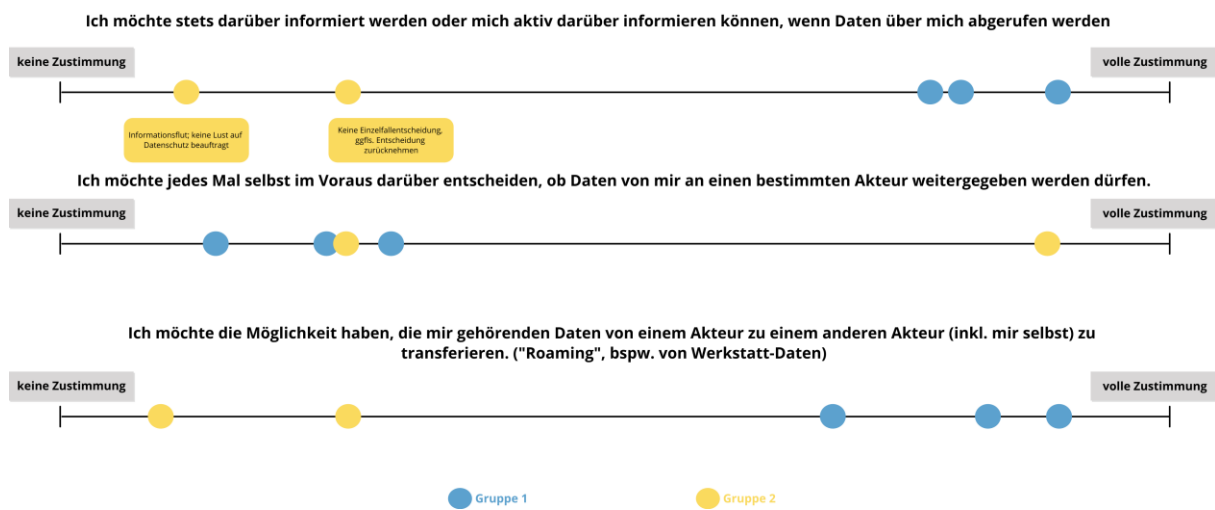 Ich möchte stets darüber informiert werden oder mich aktiv darüber informieren können, wenn Daten über mich abgerufen werden
keine Zustimmung
volle Zustimmung
Informationsflut; keine Lust auf
Datenschutz beauftragt
Keine Einzelfallentscheidung,
ggfls. Entscheidung
zurücknehmen
Ich möchte jedes Mal selbst im Voraus darüber entscheiden, ob Daten von mir an einen bestimmten Akteur weitergegeben werden dürfen.
keine Zustimmung
volle Zustimmung
Ich möchte die Möglichkeit haben, die mir gehörenden Daten von einem Akteur zu einem anderen Akteur (inkl. mir selbst) zu
transferieren. ("Roaming", bspw. von Werkstatt-Daten)
keine Zustimmung
volle Zustimmung
Gruppe 1
Gruppe 2